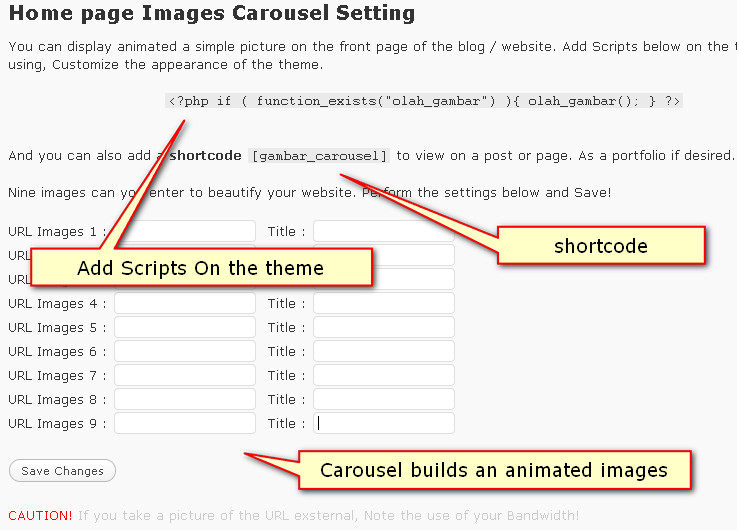 Home page Images Carousel Setting
You can display animated a simple picture on the front page of the blog / website. Add Scripts below on the
using, Customize the appearance of the theme.
<?php if ( function_exists("olah_gambar") ){ olah_gambar(); } ?>
And you can also add a shortcode [gambar_carousel] to view on a post or page. As a portfolio if desired.
Nine images can you enter to beautify your website. Perform the settings below and Save!
URL Images 1 : Title :
shortcode
URL
Add Scripts On the theme
URL
URL Images 4 : Title :
URL Images 5 : Title :
URL Images 6 : Title :
URL Images 7 : Title :
URL Images 8 : Title :
URL Images 9 : Title :
Save Changes
Carousel builds an animated images
CAUTION! If you take a picture of the URL exsternal, Note the use of your Bandwidth!